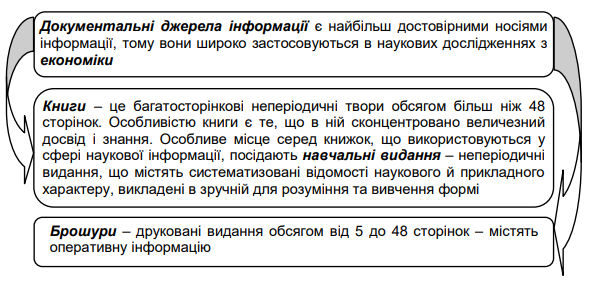 Документальні джерела інформації є найбільш достовірними носіями
інформації, тому вони широко застосовуються в наукових дослідженнях з
економіки
Книги – це багатосторінкові неперіодичні твори обсягом більш ніж 48
сторінок. Особливістю книги є те, що в ній сконцентровано величезний
досвід і знання. Особливе місце серед книжок, що використовуються у
сфері наукової інформації, посідають навчальні видання – неперіодичні
видання, що містять систематизовані відомості наукового й прикладного
характеру, викладені в зручній для розуміння та вивчення формі
Брошури – друковані видання обсягом від 5 до 48 сторінок – містять
оперативну інформацію